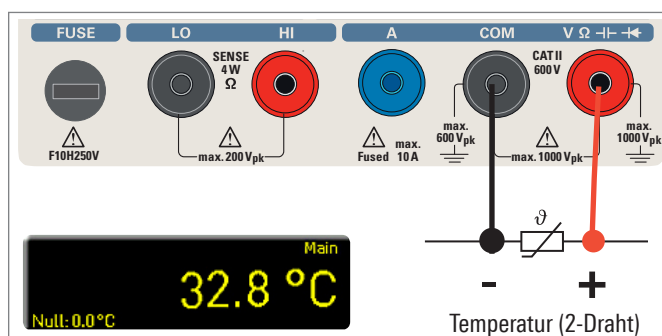 FUSE LO HI A COM V Ω ⊣⊢
SENSE
4 W
Ω
CAT II
600 V
max.
600 Vpk
max.
1000 Vpk
F10H250V
max. 200 Vpk
Fused
max.
10 A
max. 1000 Vpk
ϑ
Main
32.8 °C
Null: 0.0°C
- +
Temperatur (2-Draht)